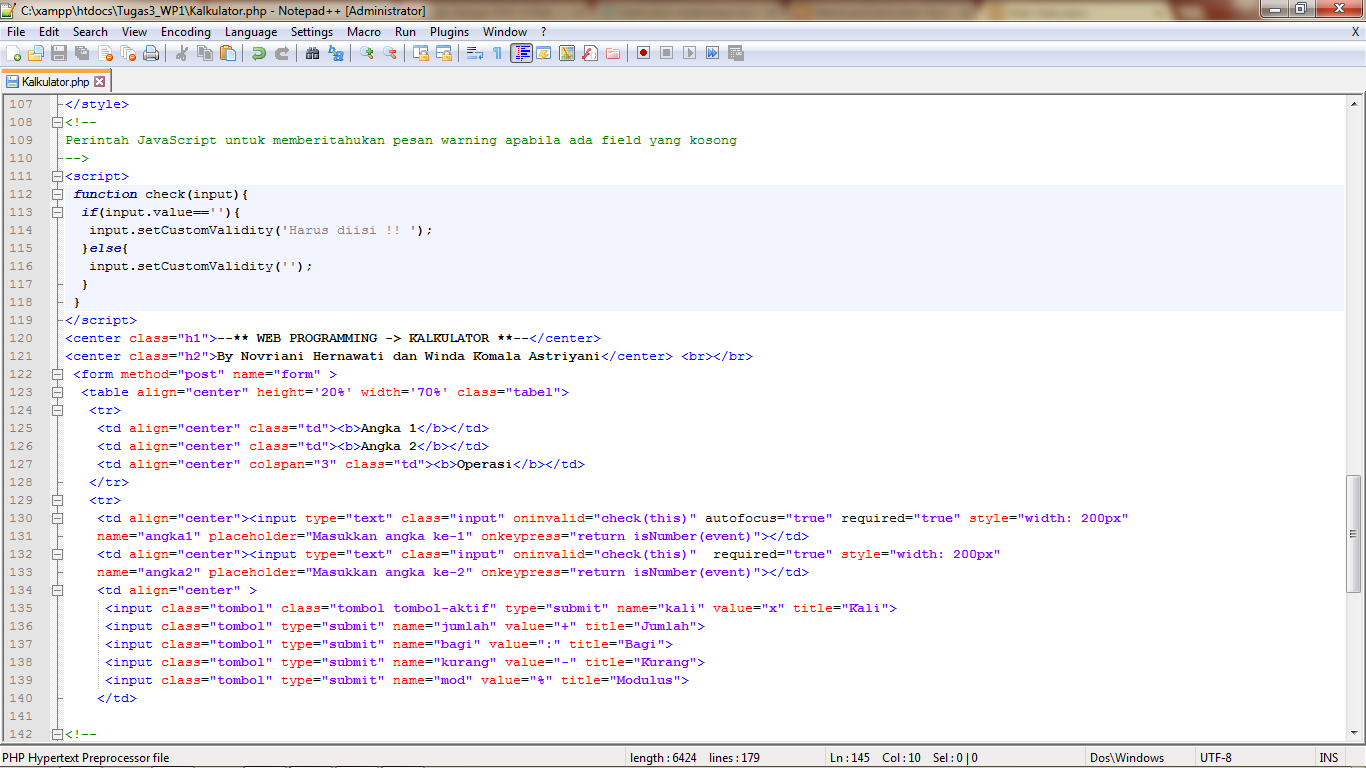 C:\xampp\htdocs\Tugas3_WP1\Kalkulator.php - Notepad++ [Administrator]
File Edit Search View Encoding Language Settings Macro Run Plugins Window ? X
Kalkulator.php
107 </style>
108 <!--
109 Perintah JavaScript untuk memberitahukan pesan warning apabila ada field yang kosong
110 -->
111 <script>
112 function check(input){
113 if(input.value==''){
114 input.setCustomValidity('Harus diisi !! ');
115 }else{
116 input.setCustomValidity('');
117 }
118 }
119 </script>
120 <center class="h1">--** WEB PROGRAMMING -> KALKULATOR **--</center>
121 <center class="h2">By Novriani Hernawati dan Winda Komala Astriyani</center> <br></br>
122 <form method="post" name="form" >
123 <table align="center" height='20%' width='70%' class="tabel">
124 <tr>
125 <td align="center" class="td"><b>Angka 1</b></td>
126 <td align="center" class="td"><b>Angka 2</b></td>
127 <td align="center" colspan="3" class="td"><b>Operasi</b></td>
128 </tr>
129 <tr>
130 <td align="center"><input type="text" class="input" oninvalid="check(this)" autofocus="true" required="true" style="width: 200px"
131 name="angka1" placeholder="Masukkan angka ke-1" onkeypress="return isNumber(event)"></td>
132 <td align="center"><input type="text" class="input" oninvalid="check(this)"  required="true" style="width: 200px"
133 name="angka2" placeholder="Masukkan angka ke-2" onkeypress="return isNumber(event)"></td>
134 <td align="center" >
135 <input class="tombol" class="tombol tombol-aktif" type="submit" name="kali" value="x" title="Kali">
136 <input class="tombol" type="submit" name="jumlah" value="+" title="Jumlah">
137 <input class="tombol" type="submit" name="bagi" value=":" title="Bagi">
138 <input class="tombol" type="submit" name="kurang" value="-" title="Kurang">
139 <input class="tombol" type="submit" name="mod" value="%" title="Modulus">
140 </td>
141
142 <!--
PHP Hypertext Preprocessor file length : 6424 lines : 179 Ln : 145 Col : 10 Sel : 0 | 0 Dos\Windows UTF-8 INS